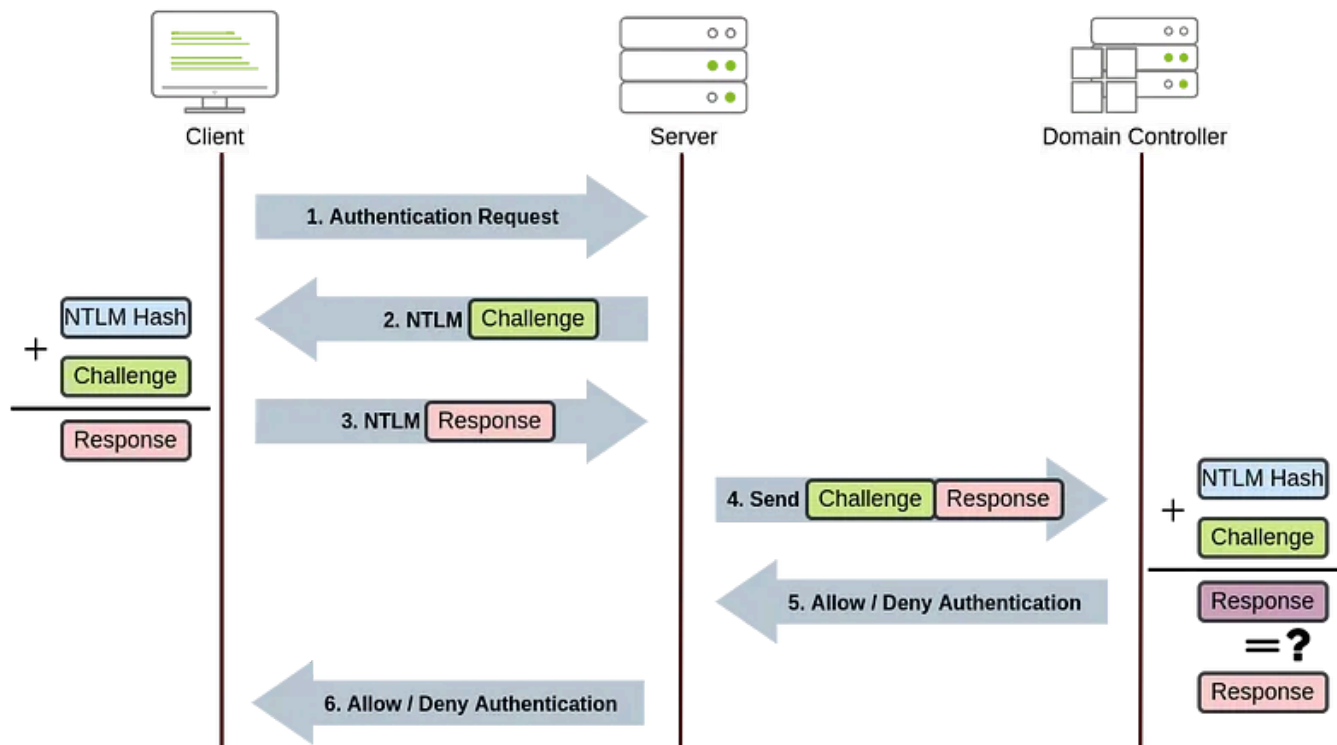 Client
Server
Domain Controller
1. Authentication Request
2. NTLM Challenge
NTLM Hash
+
Challenge
Response
3. NTLM Response
4. Send Challenge Response
NTLM Hash
+
Challenge
5. Allow / Deny Authentication
Response
=?
Response
6. Allow / Deny Authentication